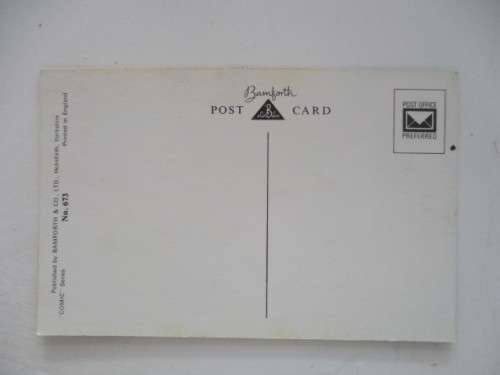 Bamforth
POST CARD
POST OFFICE
PREFERRED
Published by BAMFORTH & CO., LTD., Holmfirth, Yorkshire
"COMIC" Series
No. 673
Printed in England